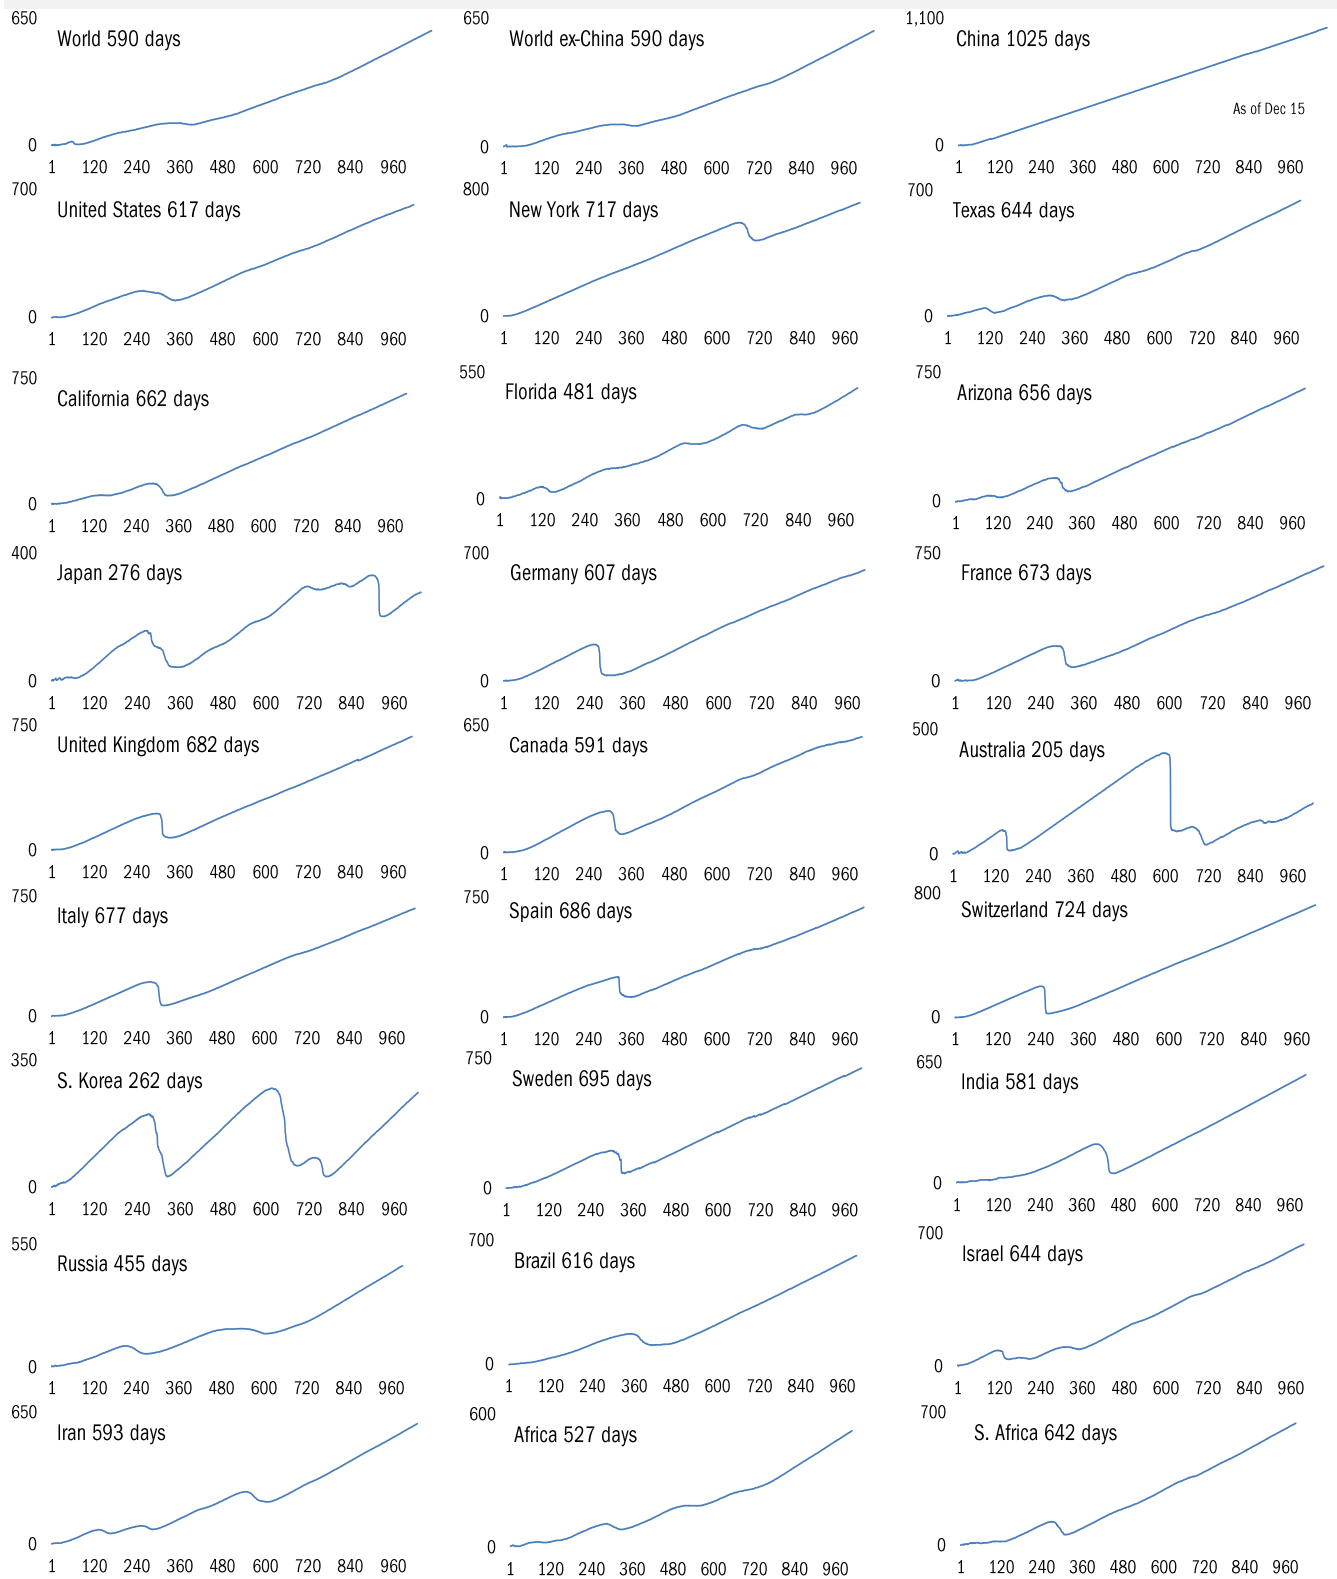 650 650 1,100
World 590 days World ex-China 590 days China 1025 days
As of Dec 15
0 0 0
1 120 240 360 480 600 720 840 960 1 120 240 360 480 600 720 840 960 1 120 240 360 480 600 720 840 960
700 800 700
United States 617 days New York 717 days Texas 644 days
0 0 0
1 120 240 360 480 600 720 840 960 1 120 240 360 480 600 720 840 960 1 120 240 360 480 600 720 840 960
750 550 750
California 662 days Florida 481 days Arizona 656 days
0 0 0
1 120 240 360 480 600 720 840 960 1 120 240 360 480 600 720 840 960 1 120 240 360 480 600 720 840 960
400 700 750
Japan 276 days Germany 607 days France 673 days
0 0 0
1 120 240 360 480 600 720 840 960 1 120 240 360 480 600 720 840 960 1 120 240 360 480 600 720 840 960
750 650 500
United Kingdom 682 days Canada 591 days Australia 205 days
0 0 0
1 120 240 360 480 600 720 840 960 1 120 240 360 480 600 720 840 960 1 120 240 360 480 600 720 840 960
750 750 800
Italy 677 days Spain 686 days Switzerland 724 days
0 0 0
1 120 240 360 480 600 720 840 960 1 120 240 360 480 600 720 840 960 1 120 240 360 480 600 720 840 960
350 750 650
S. Korea 262 days Sweden 695 days India 581 days
0 0 0
1 120 240 360 480 600 720 840 960 1 120 240 360 480 600 720 840 960 1 120 240 360 480 600 720 840 960
550 700 700
Russia 455 days Brazil 616 days Israel 644 days
0 0 0
1 120 240 360 480 600 720 840 960 1 120 240 360 480 600 720 840 960 1 120 240 360 480 600 720 840 960
650 600 700
Iran 593 days Africa 527 days S. Africa 642 days
0 0 0
1 120 240 360 480 600 720 840 960 1 120 240 360 480 600 720 840 960 1 120 240 360 480 600 720 840 960